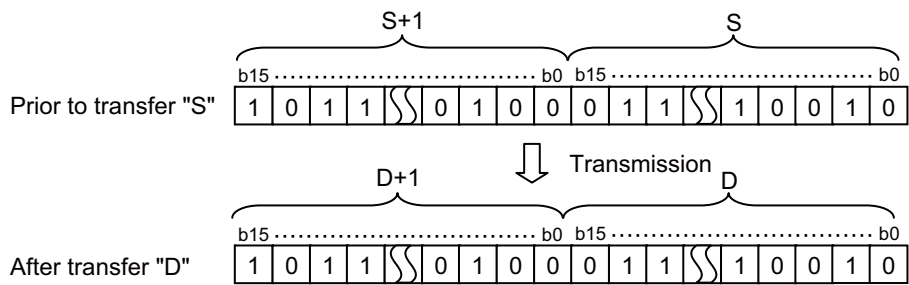 S+1 S
b15 b0 b15 b0
Prior to transfer "S" 1 0 1 1 0 1 0 0 0 1 1 1 0 0 1 0
Transmission
D+1 D
b15 b0 b15 b0
After transfer "D" 1 0 1 1 0 1 0 0 0 1 1 1 0 0 1 0